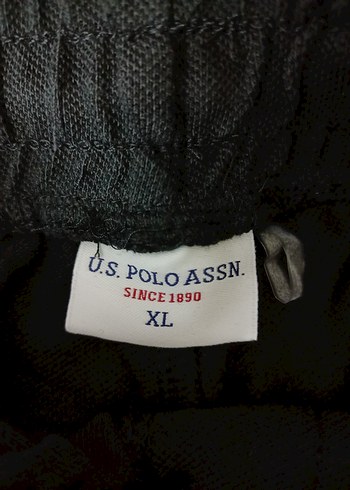 U.S. POLO ASSN.
SINCE 1890
XL